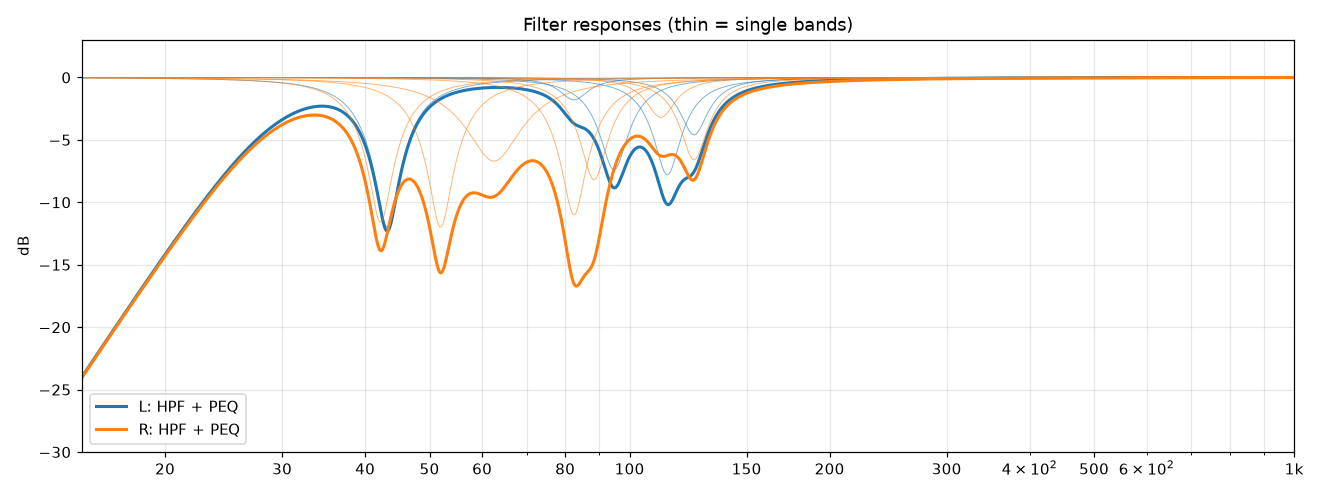 Filter responses (thin = single bands)
dB
0
−5
−10
−15
−20
−25
−30
L: HPF + PEQ
R: HPF + PEQ
20 30 40 50 60 80 100 150 200 300 4 × 10² 500 6 × 10² 1k